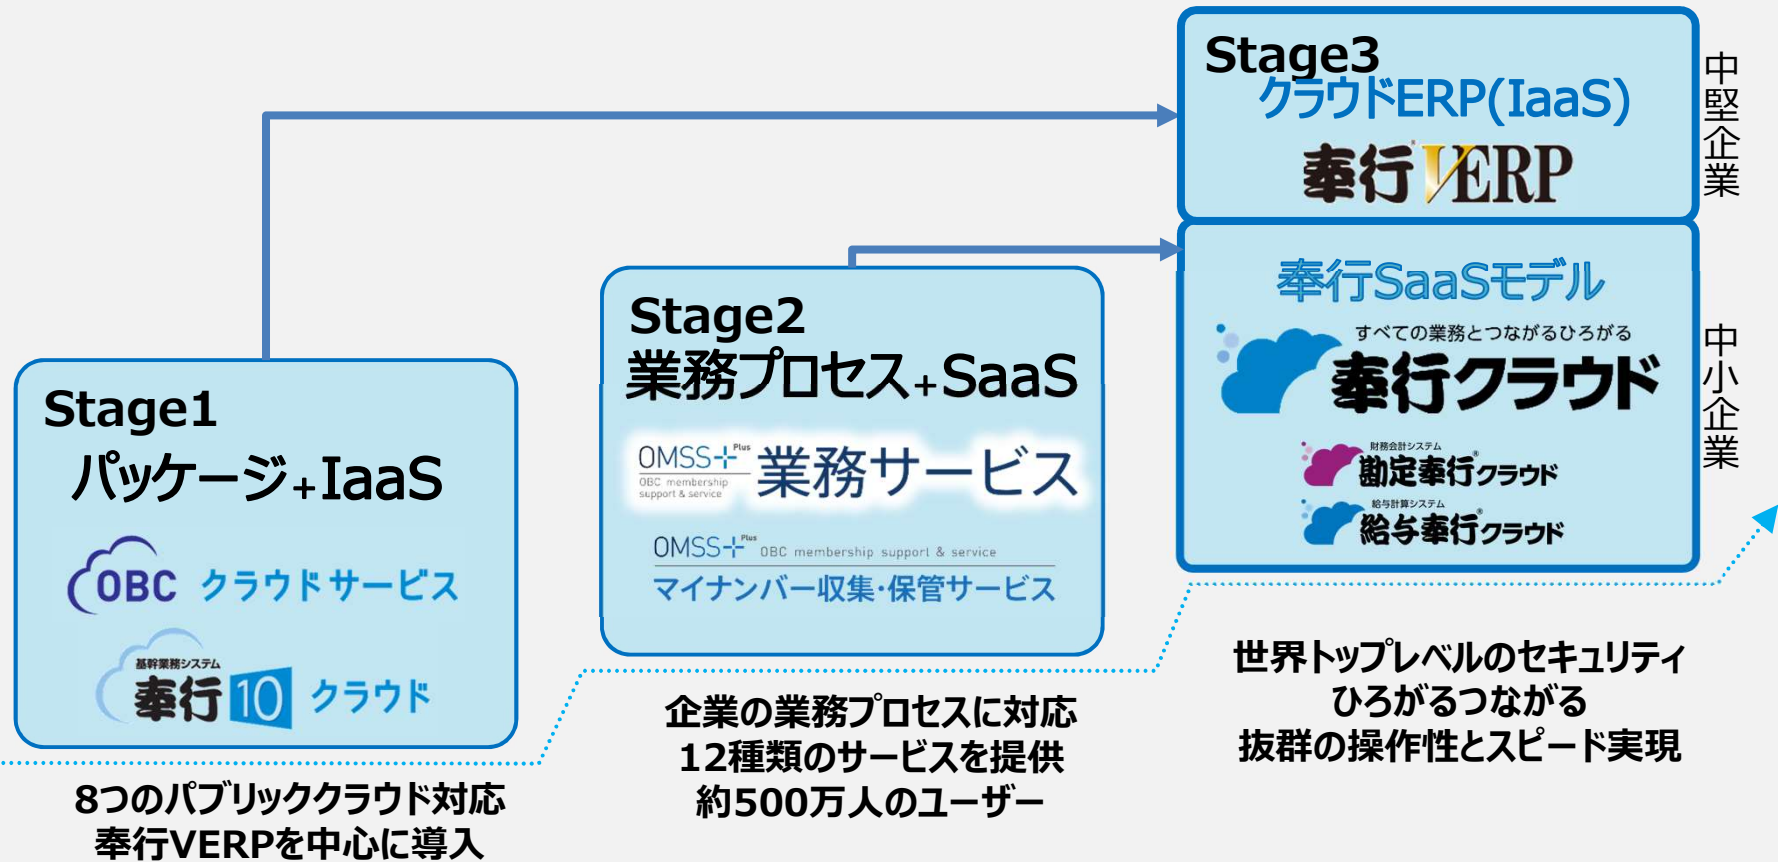 Stage1
パッケージ+IaaS
OBC クラウドサービス
基幹業務システム
奉行10 クラウド
8つのパブリッククラウド対応
奉行VERPを中心に導入
Stage2
業務プロセス+SaaS
OMSS+ Plus
OBC membership
support & service
業務サービス
OMSS+ Plus OBC membership support & service
マイナンバー収集・保管サービス
企業の業務プロセスに対応
12種類のサービスを提供
約500万人のユーザー
Stage3
クラウドERP(IaaS)
奉行VERP
中堅企業
奉行SaaSモデル
すべての業務とつながるひろがる
奉行クラウド
財務会計システム
勘定奉行®クラウド
給与計算システム
給与奉行®クラウド
中小企業
世界トップレベルのセキュリティ
ひろがるつながる
抜群の操作性とスピード実現